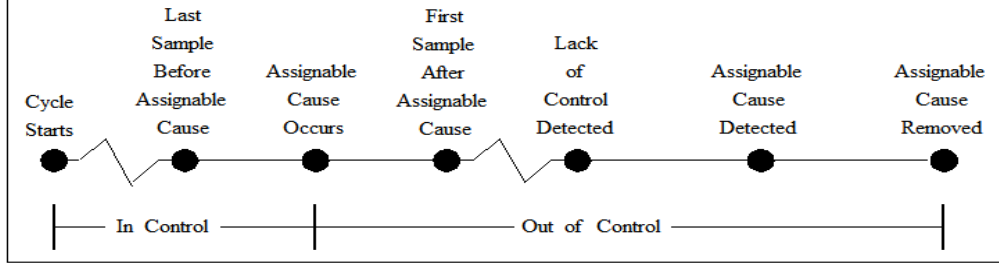 Cycle
Starts
Last
Sample
Before
Assignable
Cause
Assignable
Cause
Occurs
First
Sample
After
Assignable
Cause
Lack
of
Control
Detected
Assignable
Cause
Detected
Assignable
Cause
Removed
In Control
Out of Control